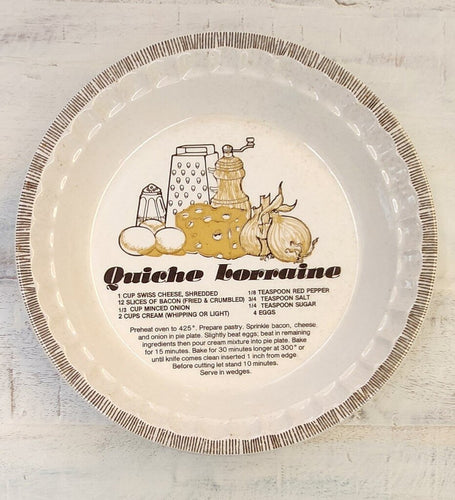 Quiche Lorraine
1 CUP SWISS CHEESE, SHREDDED
12 SLICES OF BACON (FRIED & CRUMBLED)
1/3 CUP MINCED ONION
2 CUPS CREAM (WHIPPING OR LIGHT)
1/8 TEASPOON RED PEPPER
3/4 TEASPOON SALT
1/4 TEASPOON SUGAR
4 EGGS
Preheat oven to 425°. Prepare pastry. Sprinkle bacon, cheese
and onion in pie plate. Slightly beat eggs; beat in remaining
ingredients then pour cream mixture into pie plate. Bake
for 15 minutes. Bake for 30 minutes longer at 300° or
until knife comes clean inserted 1 inch from edge.
Before cutting let stand 10 minutes.
Serve in wedges.